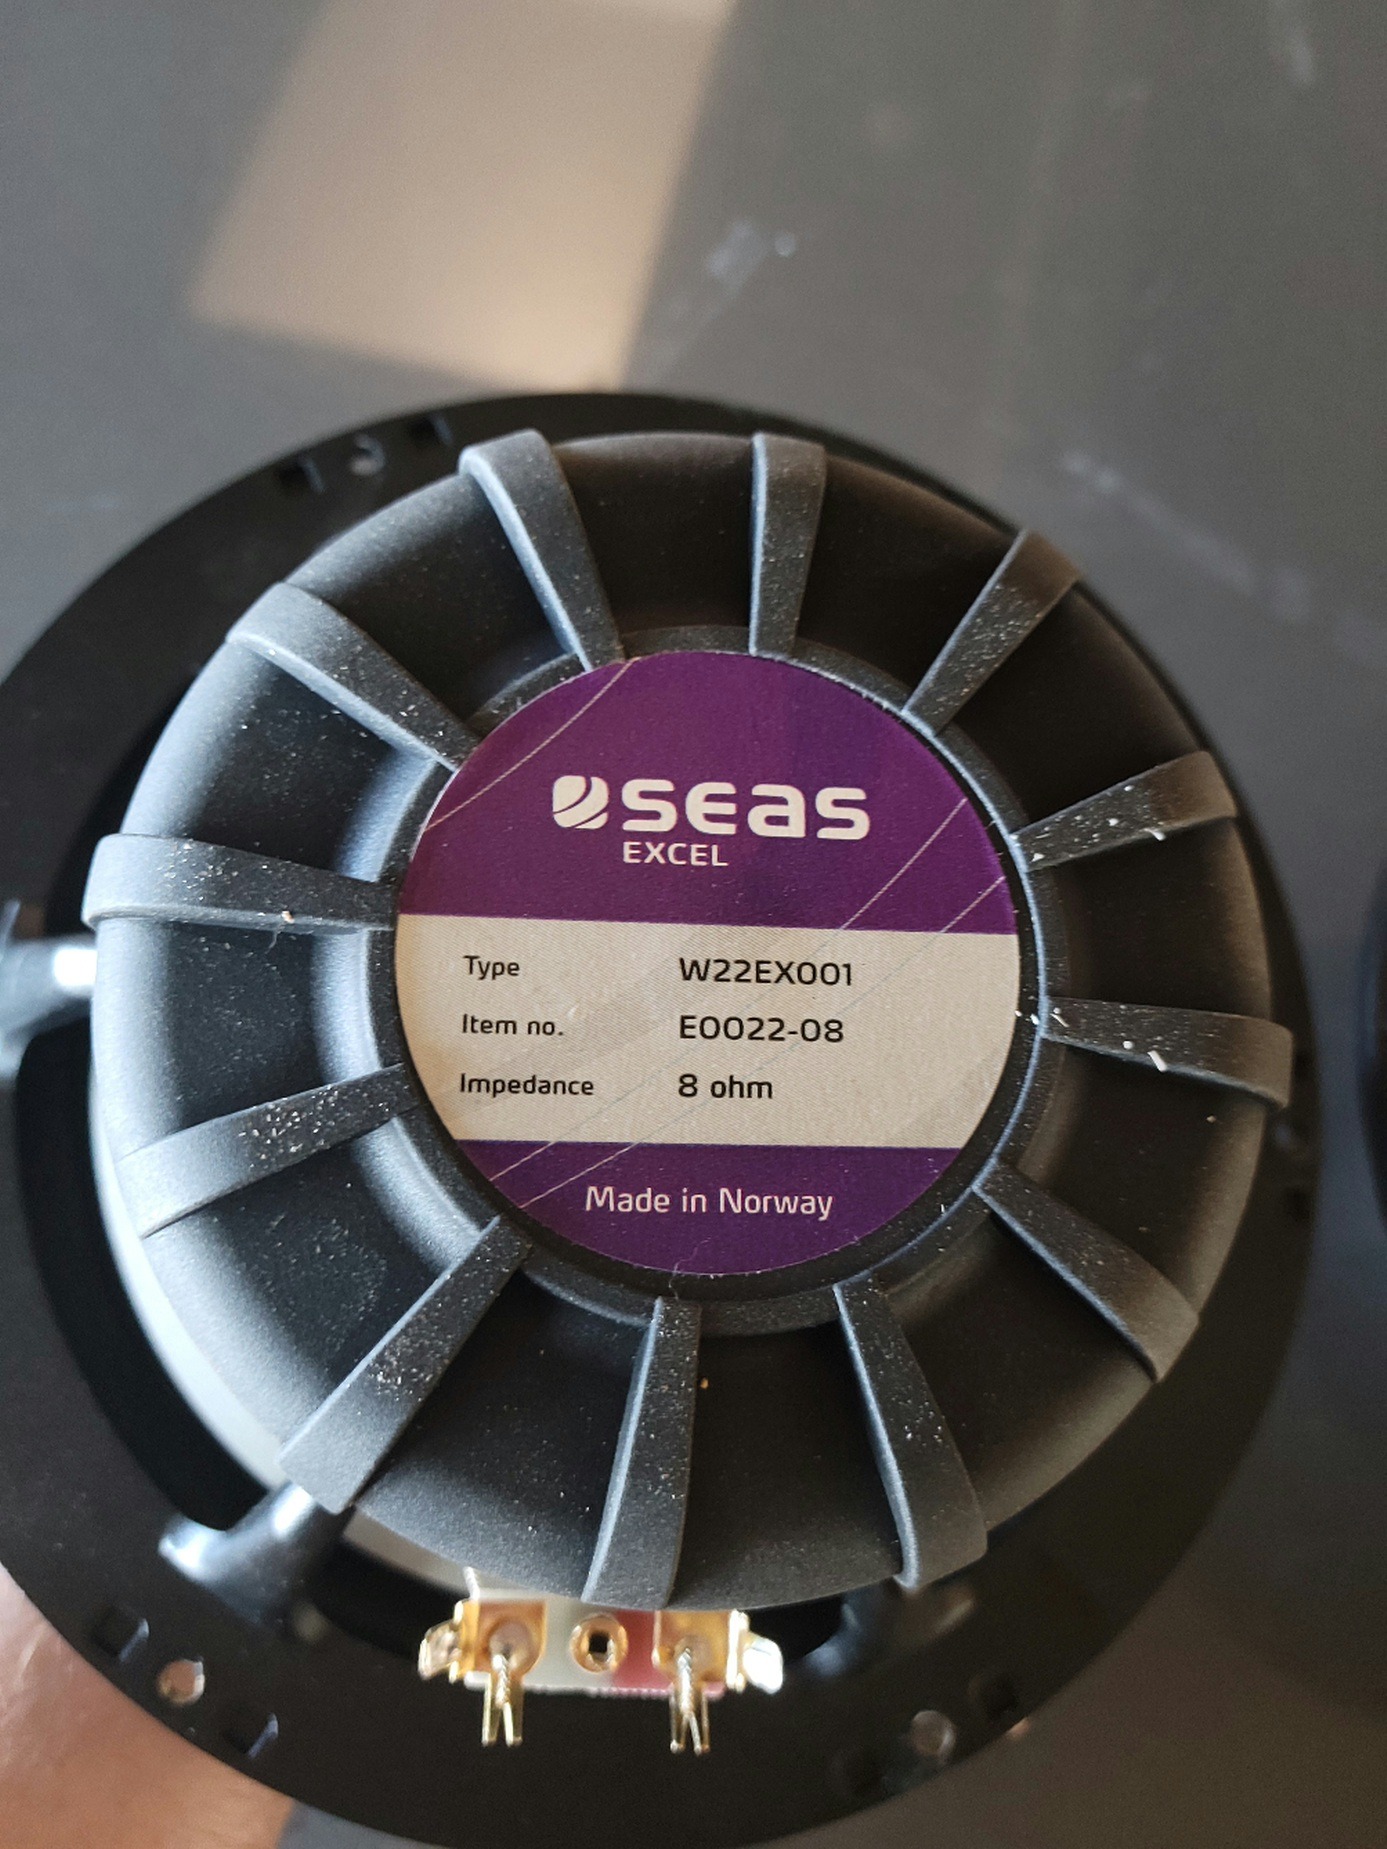 seas
EXCEL
Type W22EX001
Item no. E0022-08
Impedance 8 ohm
Made in Norway